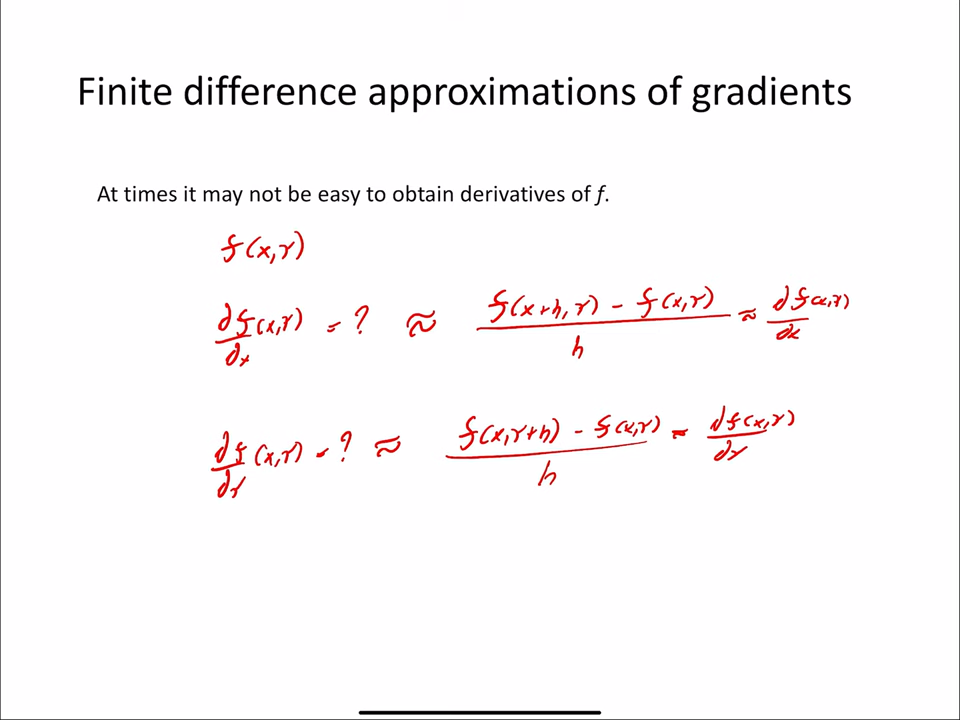 Finite difference approximations of gradients
At times it may not be easy to obtain derivatives of f.
f(x,y)
∂f/∂x (x,y) = ? ≈ (f(x+h,y) - f(x,y))/h ≈ ∂f(x,y)/∂x
∂f/∂y (x,y) = ? ≈ (f(x,y+h) - f(x,y))/h ≈ ∂f(x,y)/∂y